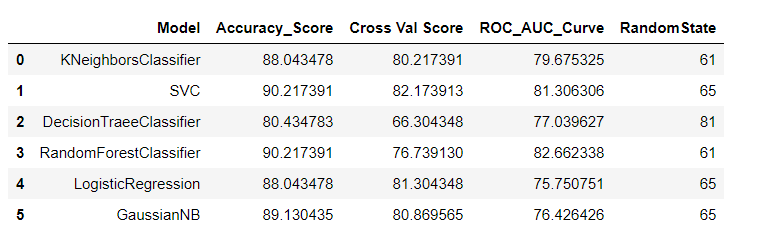 Model Accuracy_Score Cross Val Score ROC_AUC_Curve RandomState
0 KNeighborsClassifier 88.043478 80.217391 79.675325 61
1 SVC 90.217391 82.173913 81.306306 65
2 DecisionTraeeClassifier 80.434783 66.304348 77.039627 81
3 RandomForestClassifier 90.217391 76.739130 82.662338 61
4 LogisticRegression 88.043478 81.304348 75.750751 65
5 GaussianNB 89.130435 80.869565 76.426426 65